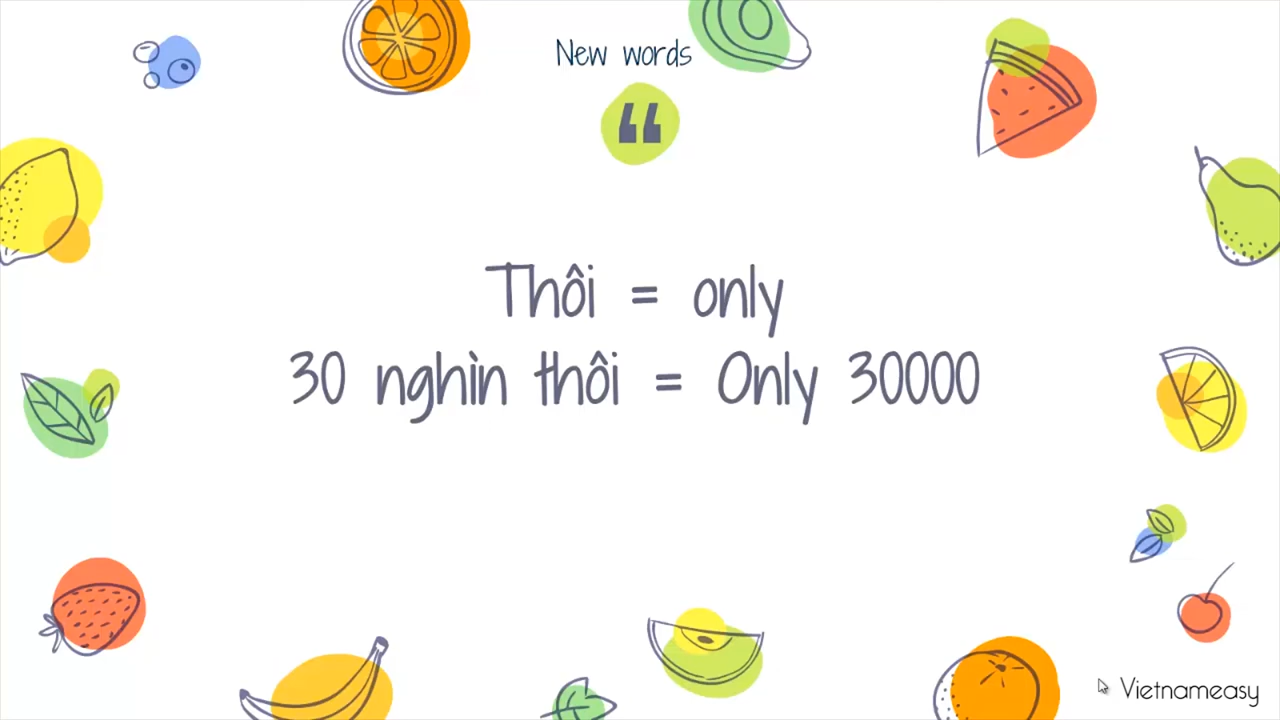 New words
“
Thôi = only
30 nghìn thôi = Only 30000
Vietnameasy